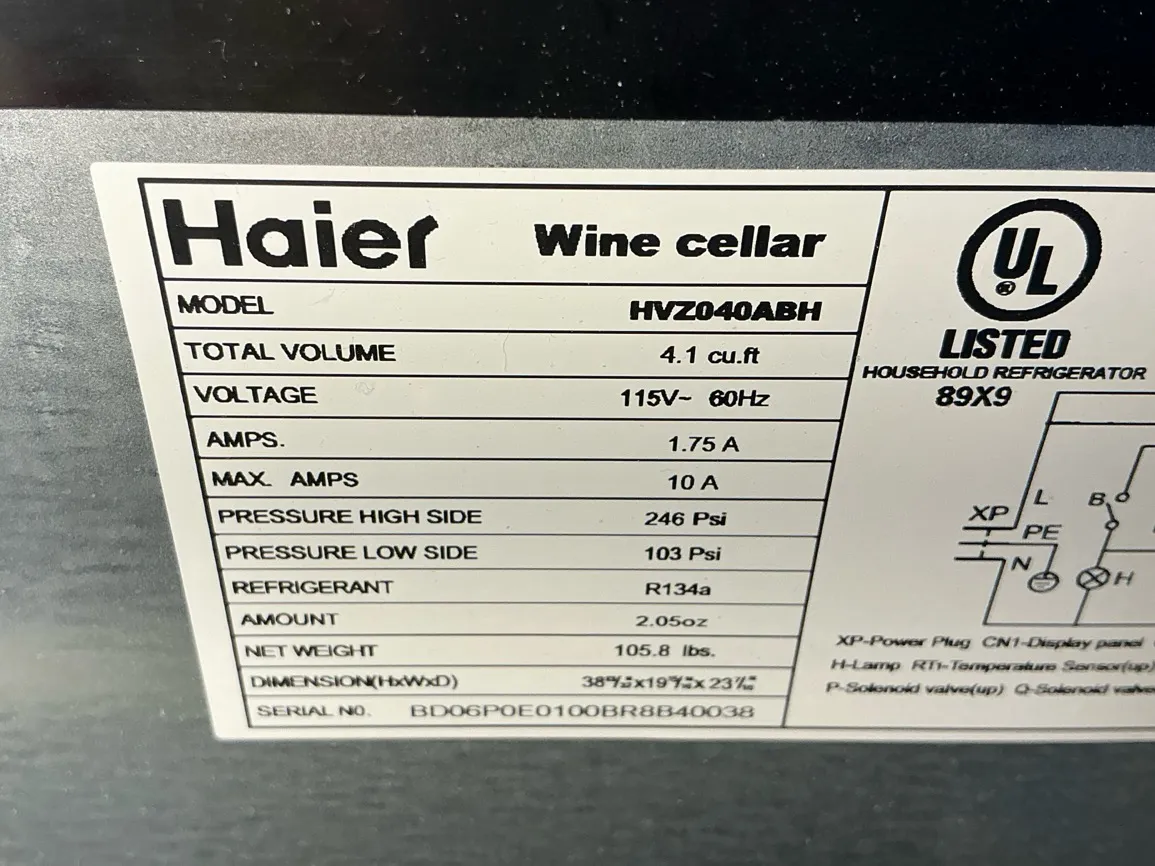 Haier Wine cellar
MODEL HVZ040ABH
TOTAL VOLUME 4.1 cu.ft
VOLTAGE 115V~ 60Hz
AMPS. 1.75 A
MAX. AMPS 10 A
PRESSURE HIGH SIDE 246 Psi
PRESSURE LOW SIDE 103 Psi
REFRIGERANT R134a
AMOUNT 2.05oz
NET WEIGHT 105.8 lbs.
DIMENSION(HxWxD)
SERIAL NO. BD06P0E0100BR8B40038
UL
®
LISTED
HOUSEHOLD REFRIGERATOR
89X9
L
B
XP
PE
N
H
XP-Power Plug CN1-Display panel
H-Lamp RT1-Temperature Sensor(up)
P-Solenoid valve(up) Q-Solenoid valve